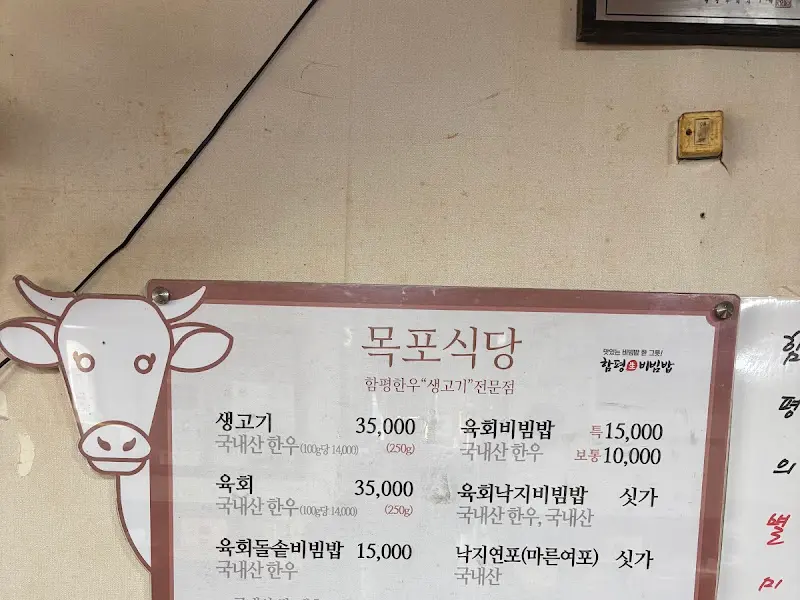 목포식당
함평한우"생고기"전문점
맛있는 비빔밥 한 그릇!
함평 生 비빔밥
생고기 35,000
국내산 한우(100g당 14,000) (250g)
육회 35,000
국내산 한우(100g당 14,000) (250g)
육회돌솥비빔밥 15,000
국내산 한우
육회비빔밥 특 15,000
국내산 한우 보통 10,000
육회낙지비빔밥 싯가
국내산 한우, 국내산
낙지연포(마른여포) 싯가
국내산
함
평
의
별
미